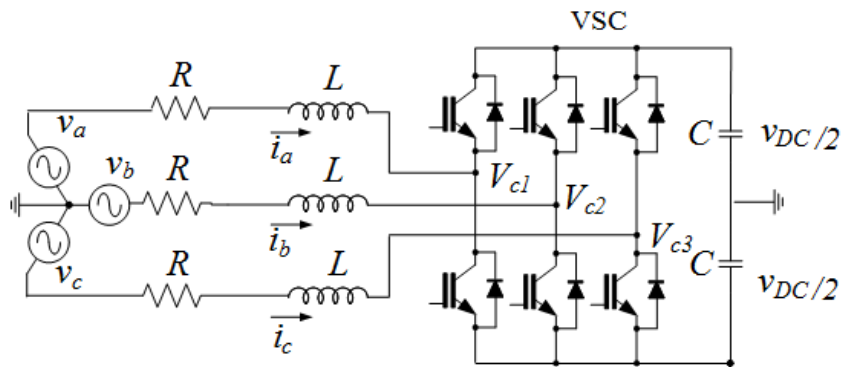 VSC
R
L
v_a
i_a
C
v_DC/2
v_b
R
L
V_c1
V_c2
i_b
V_c3
v_c
R
L
C
v_DC/2
i_c